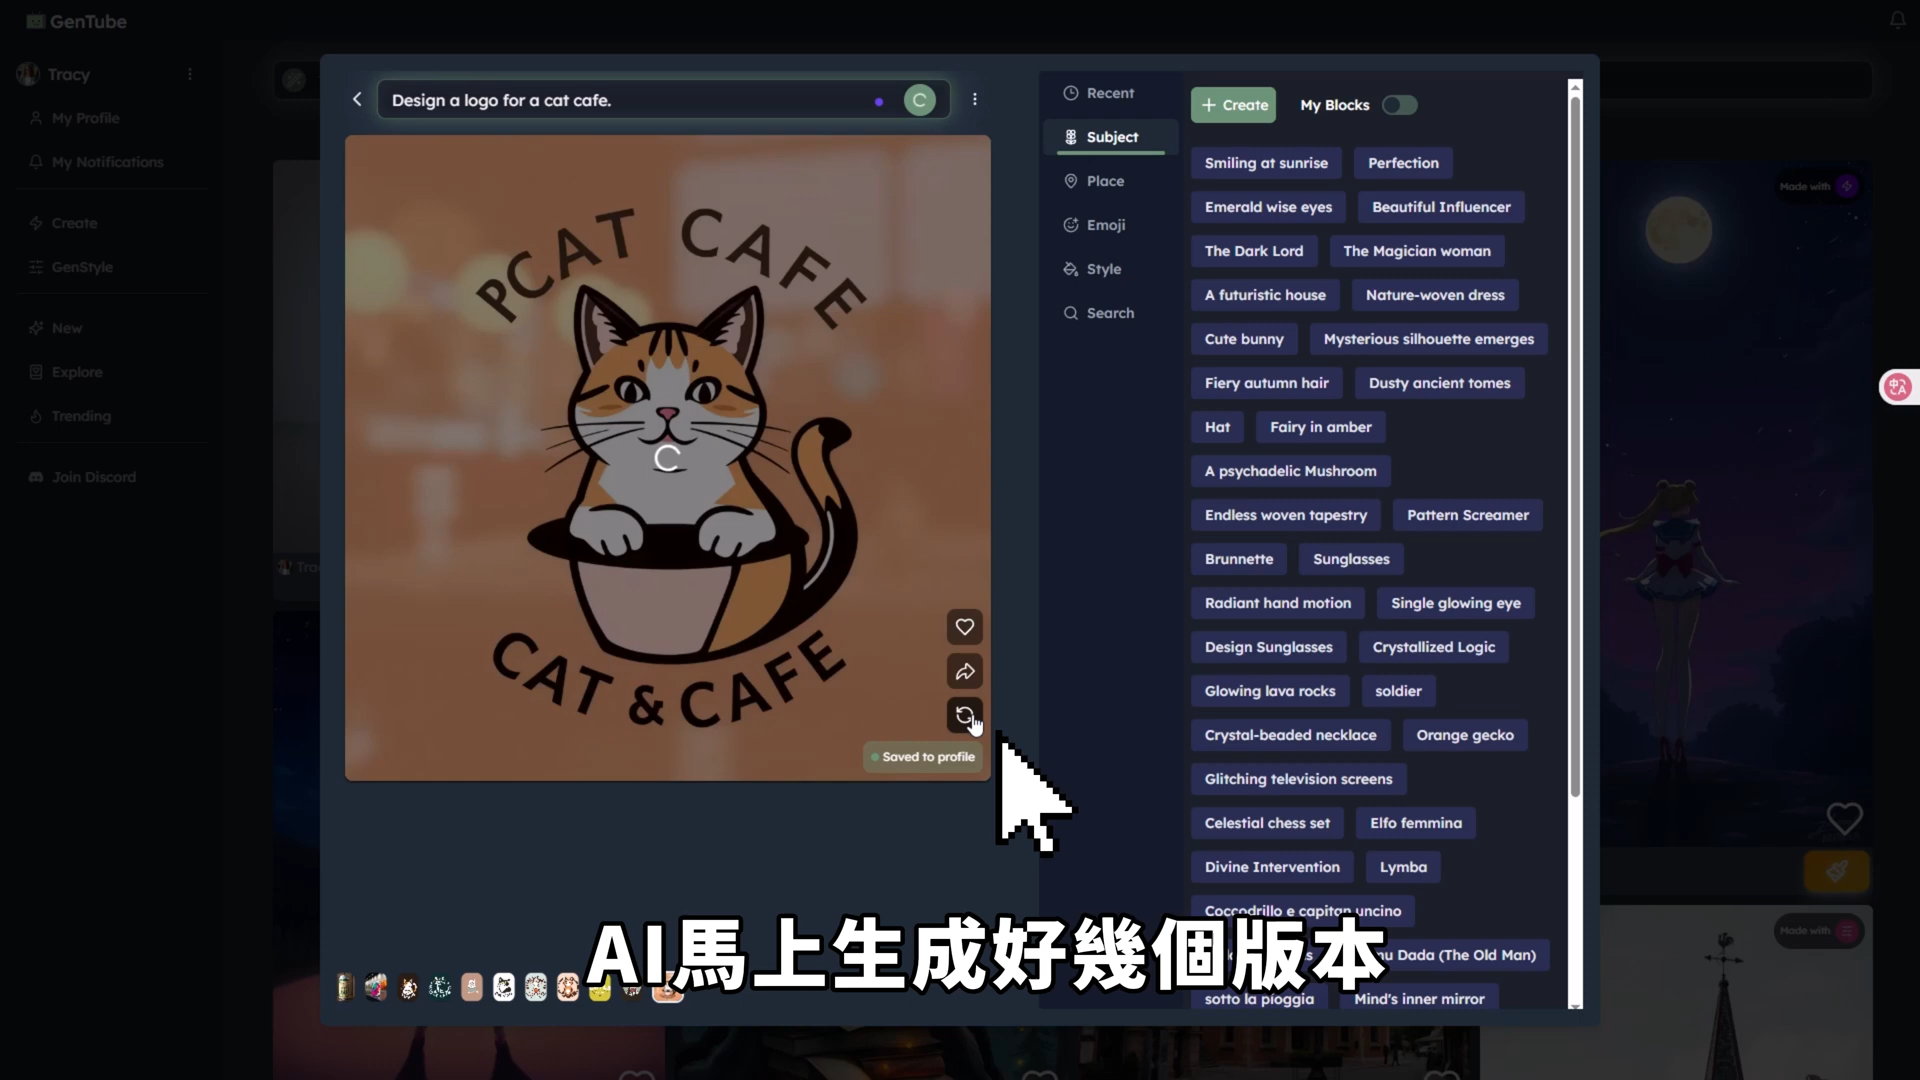 GenTube
Tracy
My Profile
My Notifications
Create
GenStyle
New
Explore
Trending
Join Discord
Design a logo for a cat cafe.
PCAT CAFE
CAT & CAFE
Saved to profile
Recent
Subject
Place
Emoji
Style
Search
Create My Blocks
Smiling at sunrise Perfection
Emerald wise eyes Beautiful Influencer
The Dark Lord The Magician woman
A futuristic house Nature-woven dress
Cute bunny Mysterious silhouette emerges
Fiery autumn hair Dusty ancient tomes
Hat Fairy in amber
A psychadelic Mushroom
Endless woven tapestry Pattern Screamer
Brunnette Sunglasses
Radiant hand motion Single glowing eye
Design Sunglasses Crystallized Logic
Glowing lava rocks soldier
Crystal-beaded necklace Orange gecko
Glitching television screens
Celestial chess set Elfo femmina
Divine Intervention Lymba
Coccodrillo e capitan uncino
Dada (The Old Man)
sotto la pioggia Mind's inner mirror
AI馬上生成好幾個版本
Made with
Made with